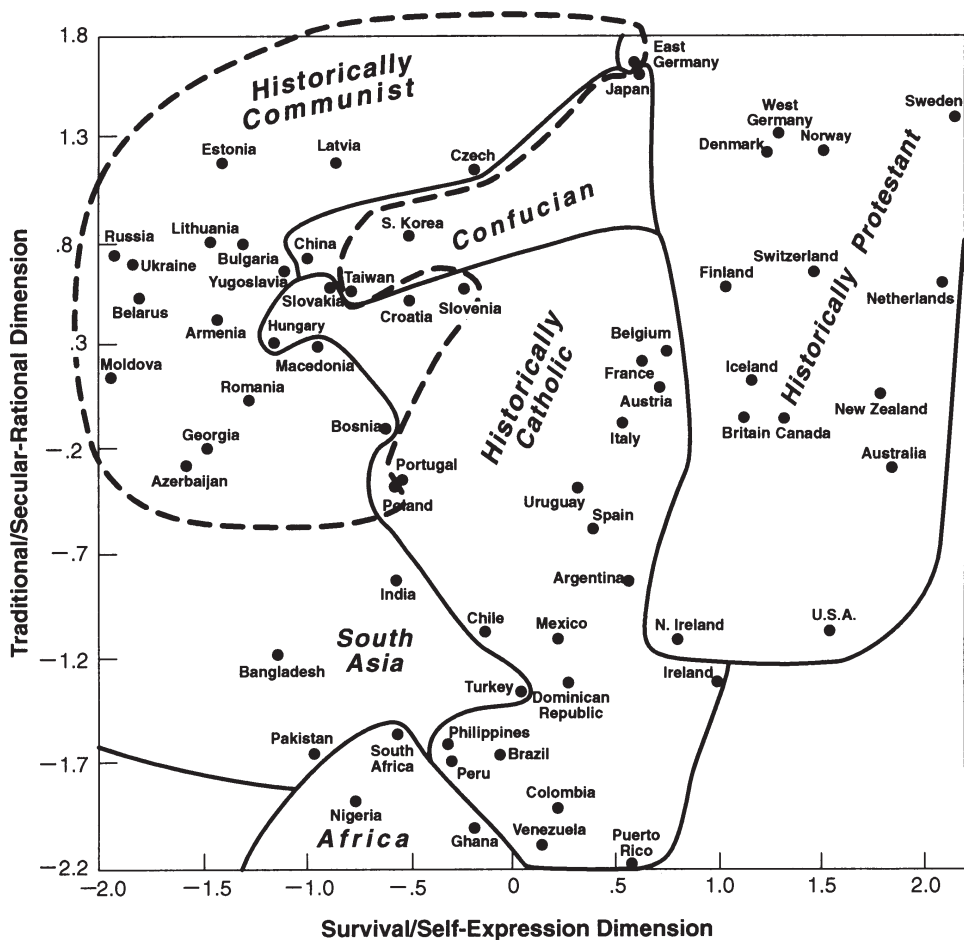 1.8
East
Germany
Historically
Communist
Japan
West
Germany
Sweden
1.3
Estonia
Latvia
Czech
Denmark
Norway
Confucian
S. Korea
Historically Protestant
.8
Lithuania
Russia
Bulgaria
China
Ukraine
Yugoslavia
Taiwan
Slovakia
Switzerland
Finland
Netherlands
Belarus
Croatia
Slovenia
Armenia
Hungary
Belgium
.3
Moldova
Macedonia
France
Iceland
Romania
Austria
Historically
Catholic
New Zealand
Bosnia
Italy
Britain
Canada
Georgia
–.2
Azerbaijan
Portugal
Australia
Poland
Uruguay
Spain
–.7
India
Argentina
Chile
Mexico
N. Ireland
U.S.A.
South
Asia
–1.2
Bangladesh
Ireland
Turkey
Dominican
Republic
Pakistan
South
Africa
Philippines
Brazil
–1.7
Peru
Nigeria
Colombia
Africa
Ghana
Venezuela
Puerto
Rico
–2.2
–2.0
–1.5
–1.0
–.5
0
.5
1.0
1.5
2.0
Traditional/Secular-Rational Dimension
Survival/Self-Expression Dimension